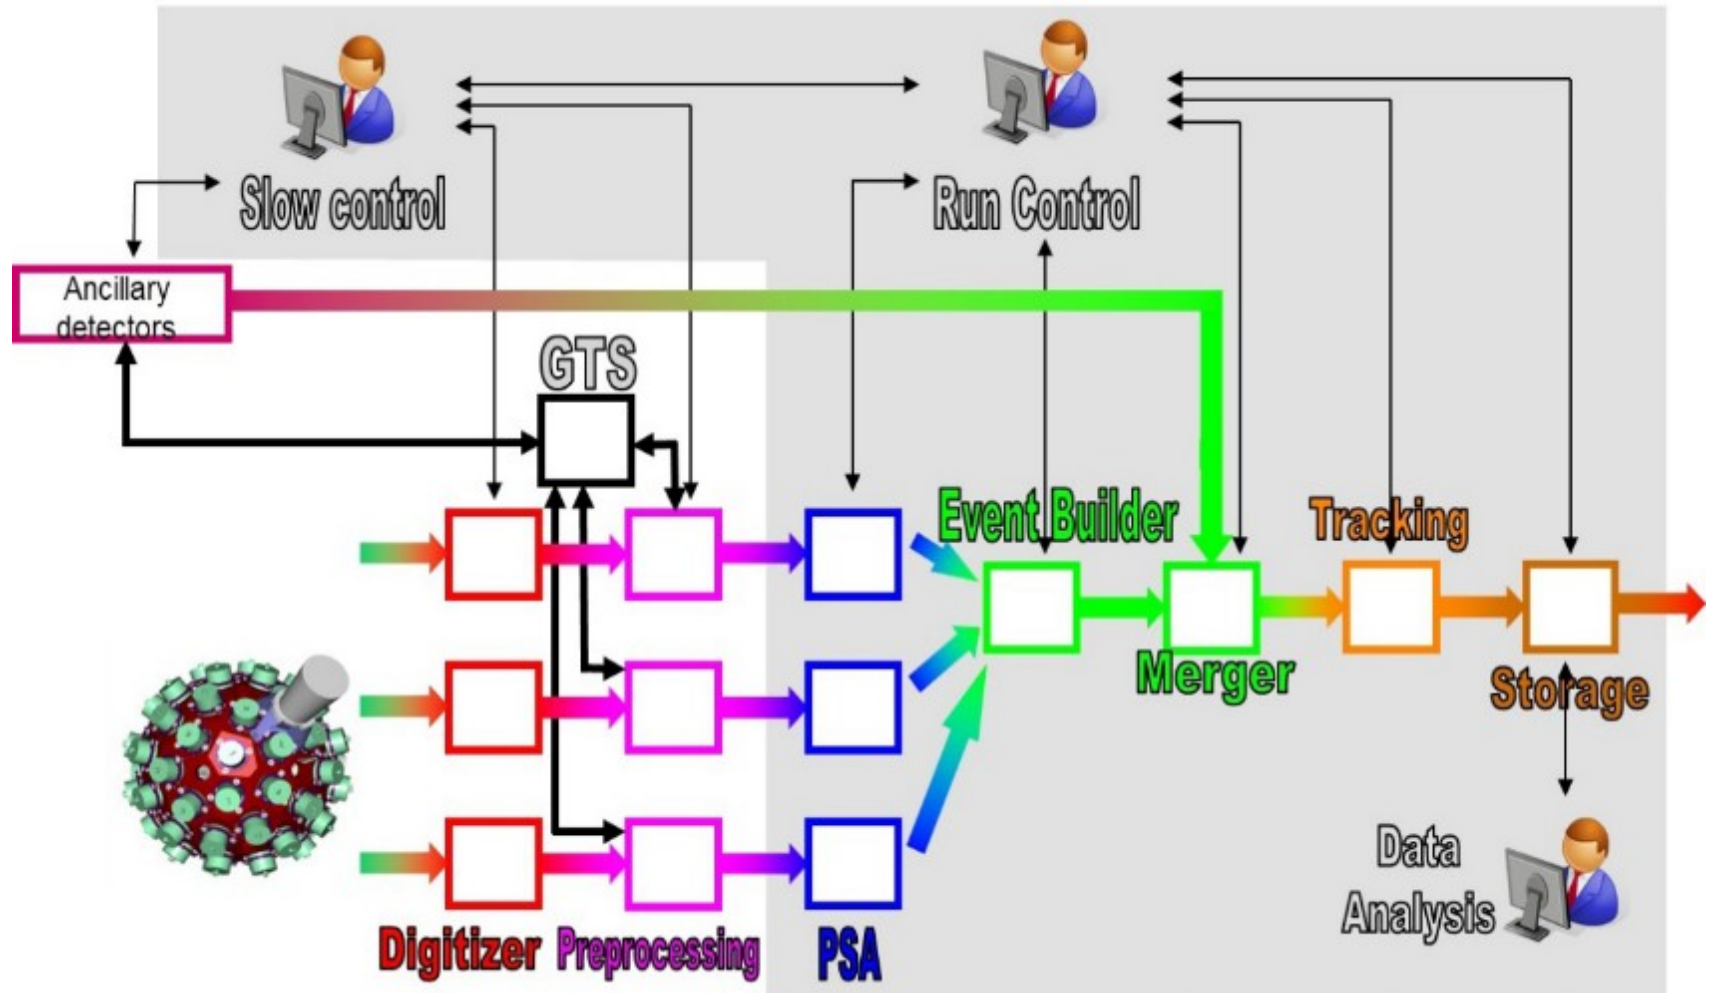 Slow control
Run Control
Ancillary
detectors
GTS
Event Builder
Tracking
Merger
Storage
Data
Analysis
Digitizer
Preprocessing
PSA